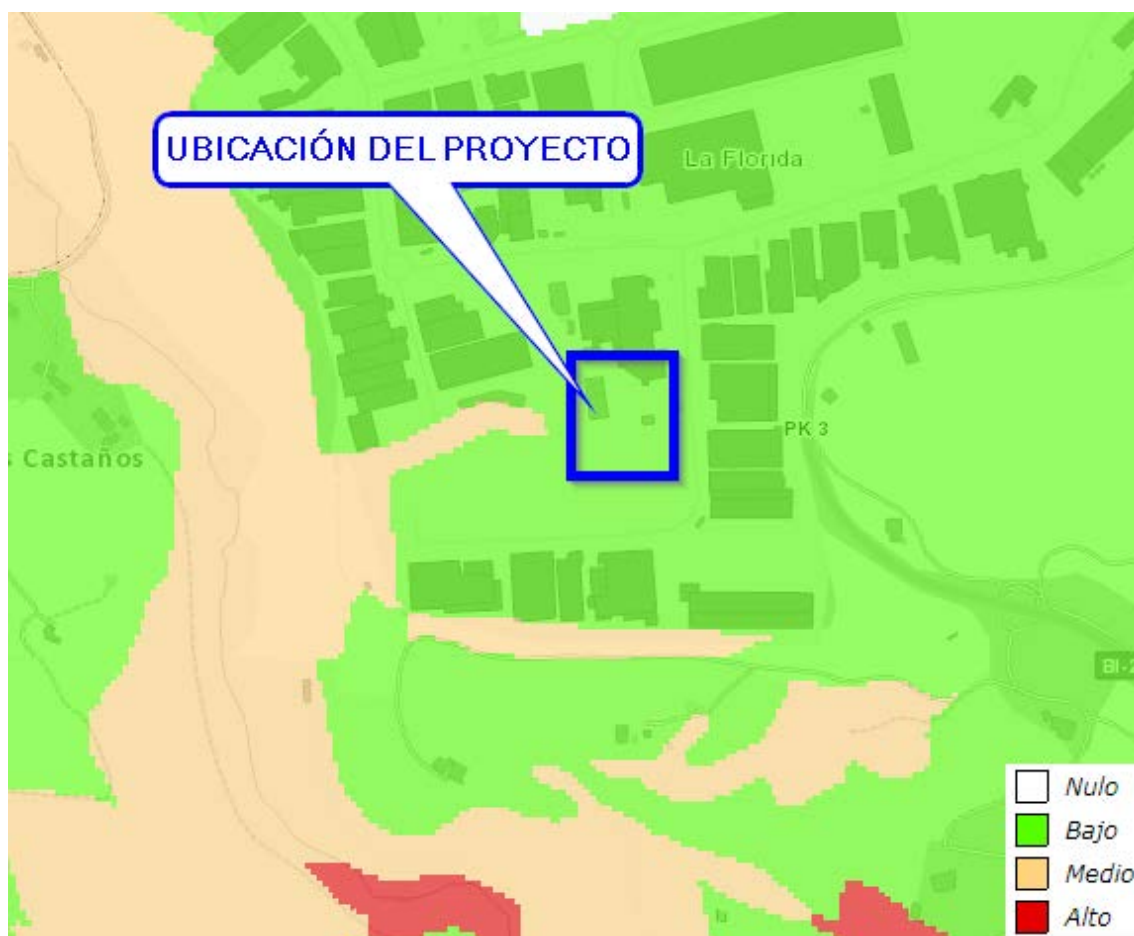 UBICACIÓN DEL PROYECTO
La Florida
s Castaños
PK 3
BI-2
Nulo
Bajo
Medio
Alto